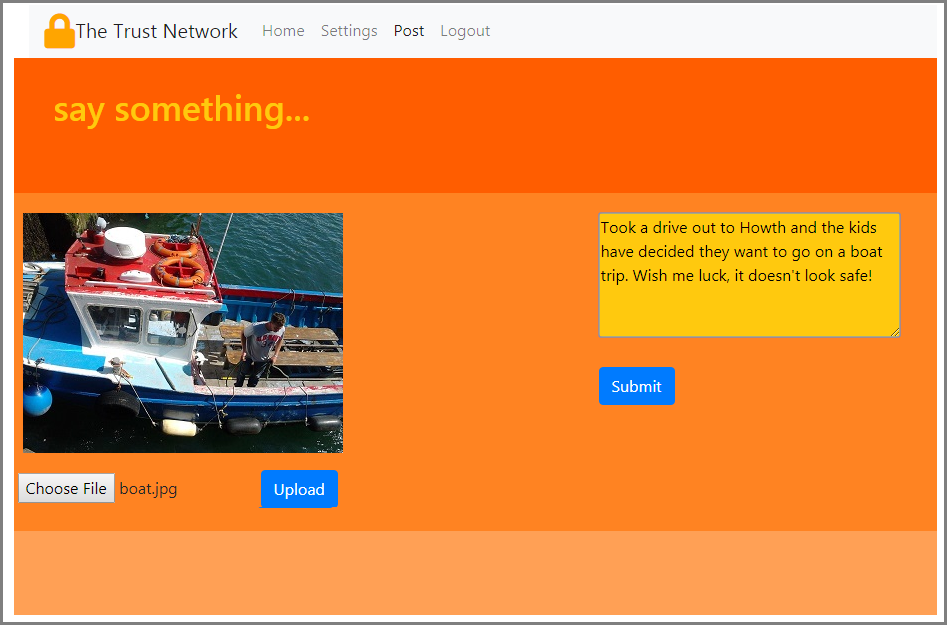 The Trust Network Home Settings Post Logout
say something...
Took a drive out to Howth and the kids
have decided they want to go on a boat
trip. Wish me luck, it doesn't look safe!
Submit
Choose File boat.jpg Upload